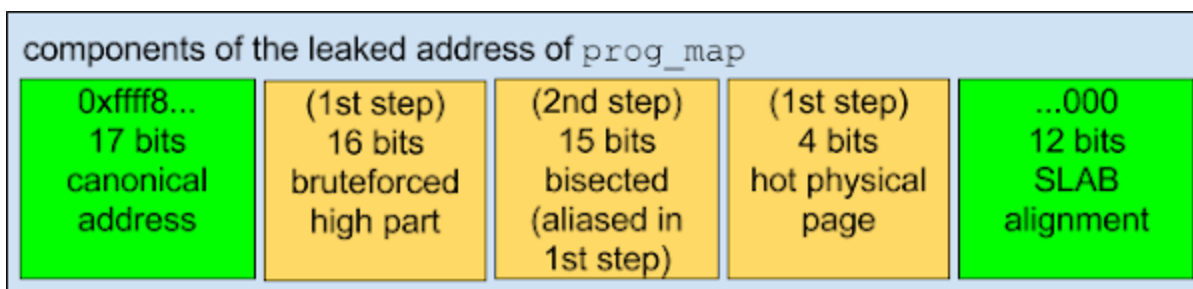 components of the leaked address of prog_map
0xffff8...
17 bits
canonical
address
(1st step)
16 bits
bruteforced
high part
(2nd step)
15 bits
bisected
(aliased in
1st step)
(1st step)
4 bits
hot physical
page
...000
12 bits
SLAB
alignment